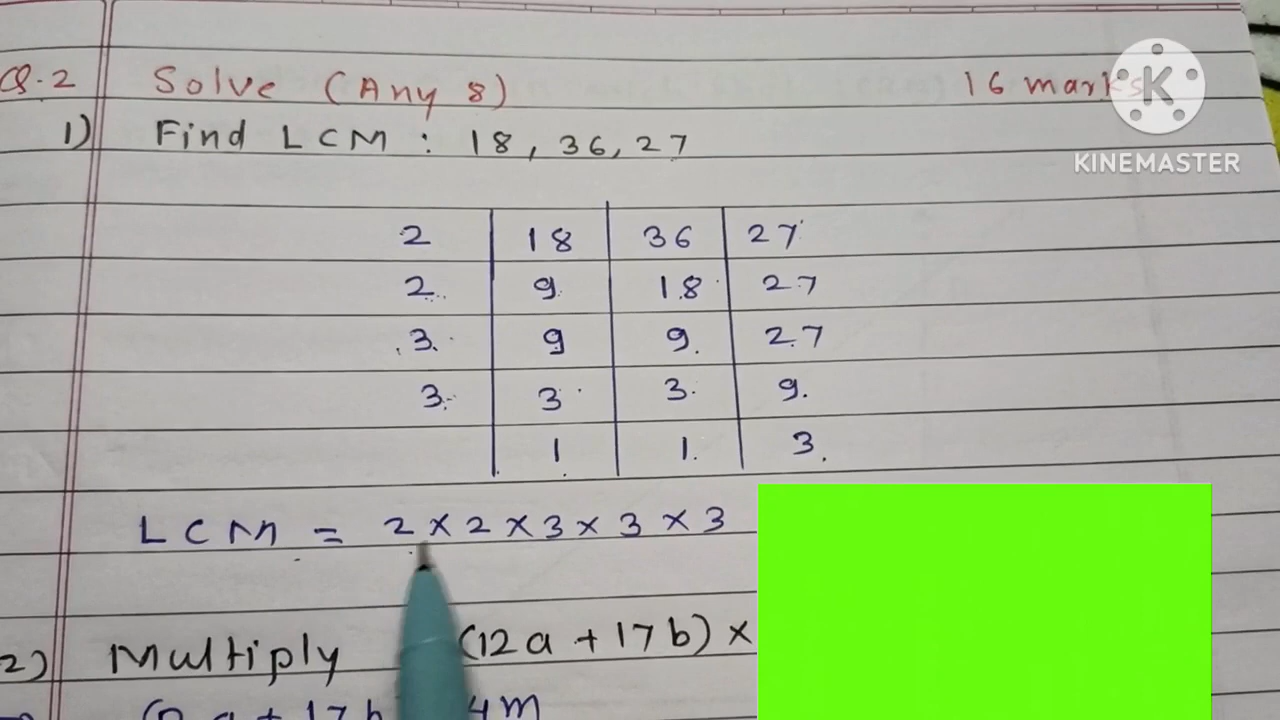 Q.2 Solve (Any 8) 16 marks
K
KINEMASTER
1) Find LCM : 18, 36, 27
2 18 36 27
2 9 18 27
3 9 9 27
3 3 3 9
1 1 3
LCM = 2 x 2 x 3 x 3 x 3
2) Multiply (12a + 17b) x
a + 17b 4m